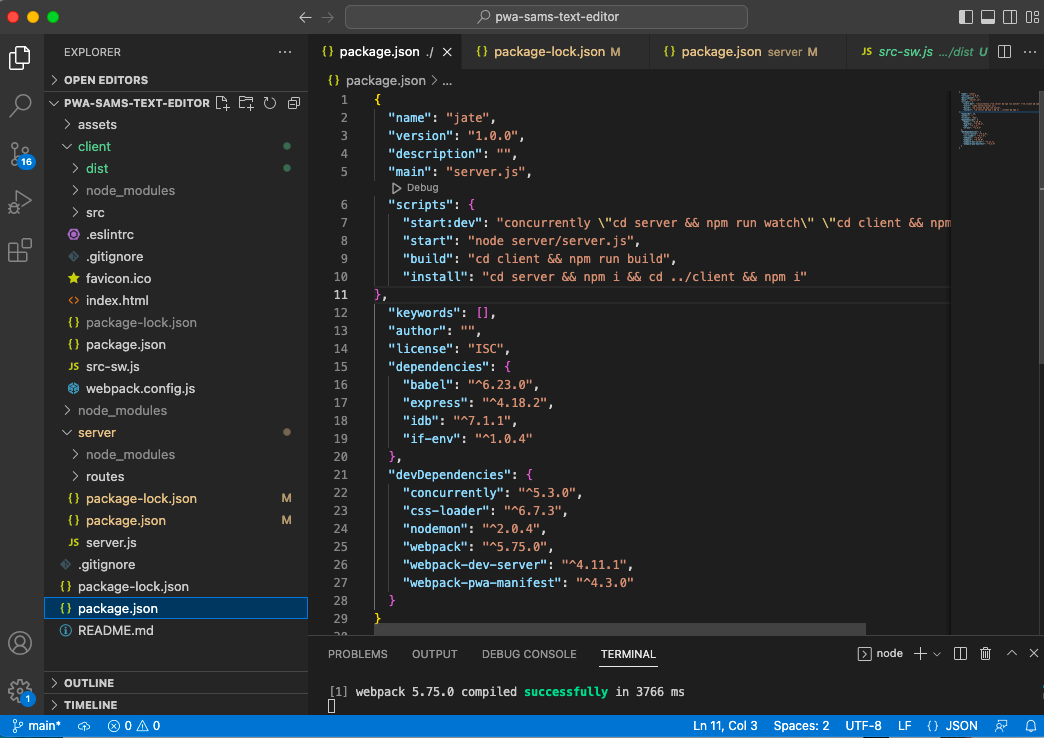 pwa-sams-text-editor
EXPLORER
OPEN EDITORS
PWA-SAMS-TEXT-EDITOR
assets
client
dist
node_modules
src
.eslintrc
.gitignore
favicon.ico
index.html
package-lock.json
package.json
src-sw.js
webpack.config.js
node_modules
server
node_modules
routes
package-lock.json M
package.json M
server.js
.gitignore
package-lock.json
package.json
README.md
OUTLINE
TIMELINE
16
1
{} package.json ./
{} package-lock.json M
{} package.json server M
JS src-sw.js .../dist U
{} package.json > ...
1 {
2 "name": "jate",
3 "version": "1.0.0",
4 "description": "",
5 "main": "server.js",
Debug
6 "scripts": {
7 "start:dev": "concurrently \"cd server && npm run watch\" \"cd client && npm
8 "start": "node server/server.js",
9 "build": "cd client && npm run build",
10 "install": "cd server && npm i && cd ../client && npm i"
11 },
12 "keywords": [],
13 "author": "",
14 "license": "ISC",
15 "dependencies": {
16 "babel": "^6.23.0",
17 "express": "^4.18.2",
18 "idb": "^7.1.1",
19 "if-env": "^1.0.4"
20 },
21 "devDependencies": {
22 "concurrently": "^5.3.0",
23 "css-loader": "^6.7.3",
24 "nodemon": "^2.0.4",
25 "webpack": "^5.75.0",
26 "webpack-dev-server": "^4.11.1",
27 "webpack-pwa-manifest": "^4.3.0"
28 }
29 }
PROBLEMS OUTPUT DEBUG CONSOLE TERMINAL node
[1] webpack 5.75.0 compiled successfully in 3766 ms
main* 0 0 Ln 11, Col 3 Spaces: 2 UTF-8 LF {} JSON